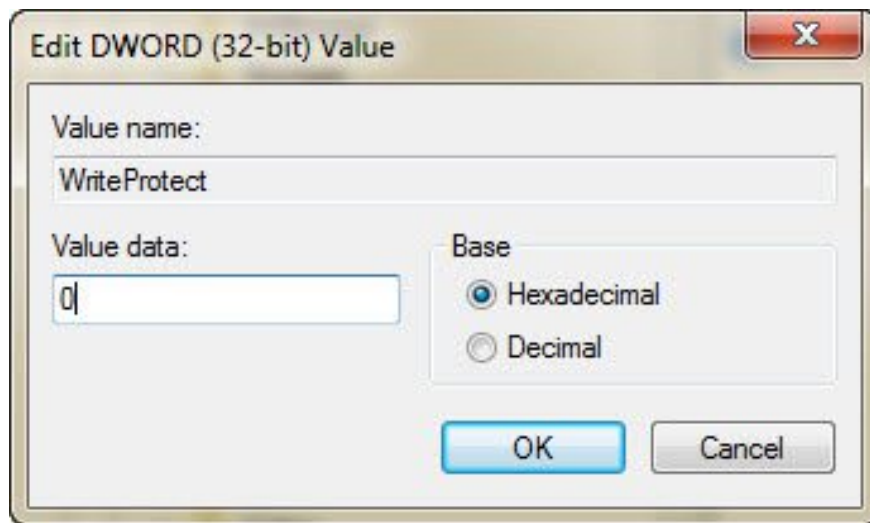 Edit DWORD (32-bit) Value
Value name:
WriteProtect
Value data:
0
Base
Hexadecimal
Decimal
OK
Cancel